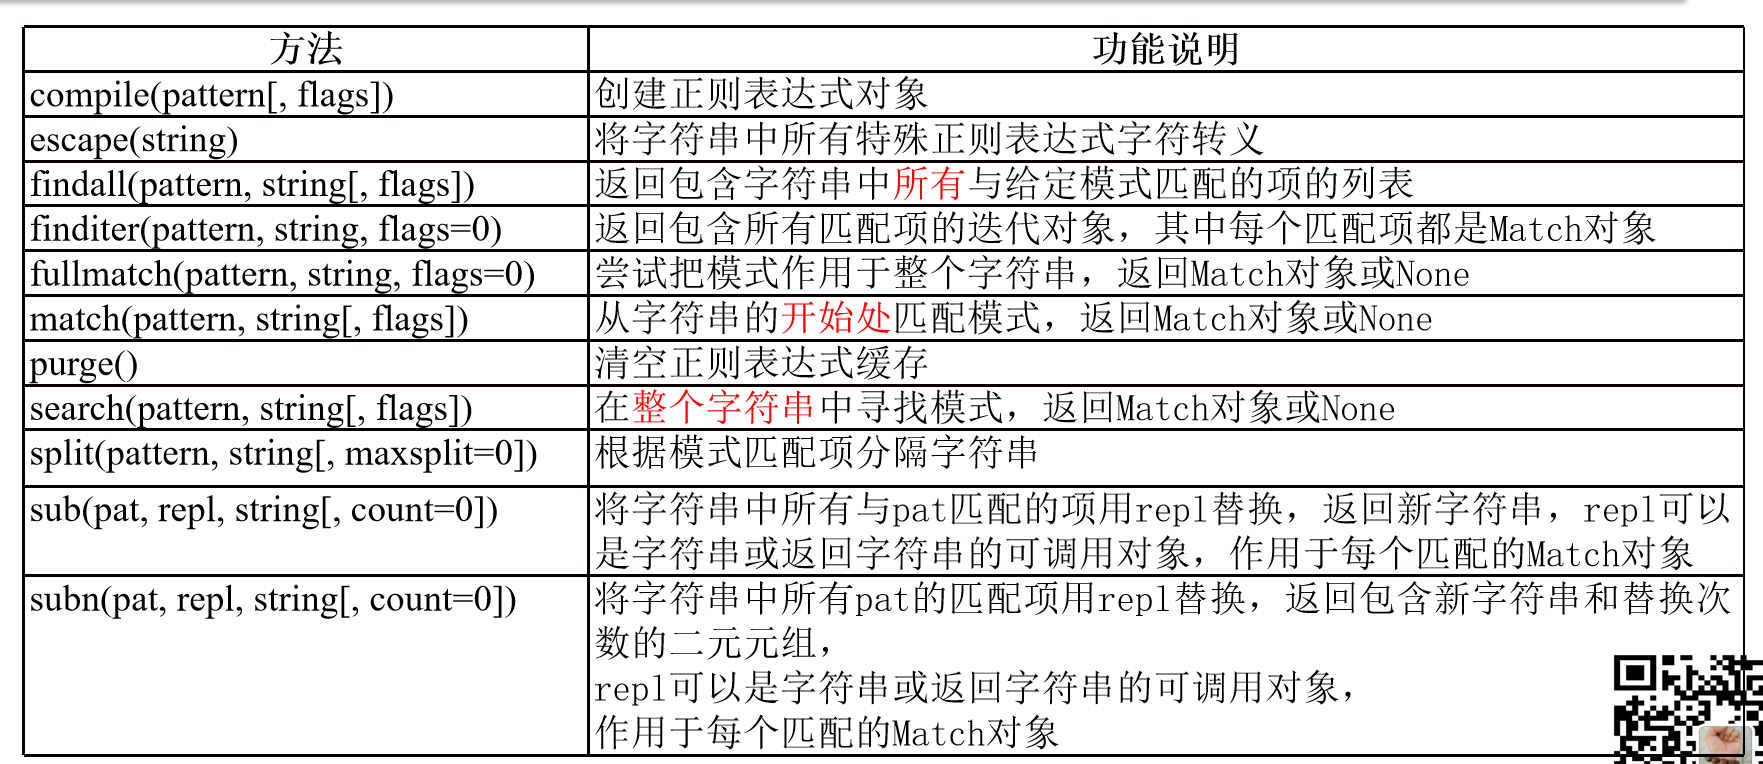 方法 功能说明
compile(pattern[, flags]) 创建正则表达式对象
escape(string) 将字符串中所有特殊正则表达式字符转义
findall(pattern, string[, flags]) 返回包含字符串中所有与给定模式匹配的项的列表
finditer(pattern, string, flags=0) 返回包含所有匹配项的迭代对象，其中每个匹配项都是Match对象
fullmatch(pattern, string, flags=0) 尝试把模式作用于整个字符串，返回Match对象或None
match(pattern, string[, flags]) 从字符串的开始处匹配模式，返回Match对象或None
purge() 清空正则表达式缓存
search(pattern, string[, flags]) 在整个字符串中寻找模式，返回Match对象或None
split(pattern, string[, maxsplit=0]) 根据模式匹配项分隔字符串
sub(pat, repl, string[, count=0]) 将字符串中所有与pat匹配的项用repl替换，返回新字符串，repl可以
是字符串或返回字符串的可调用对象，作用于每个匹配的Match对象
subn(pat, repl, string[, count=0]) 将字符串中所有pat的匹配项用repl替换，返回包含新字符串和替换次
数的二元元组，
repl可以是字符串或返回字符串的可调用对象，
作用于每个匹配的Match对象